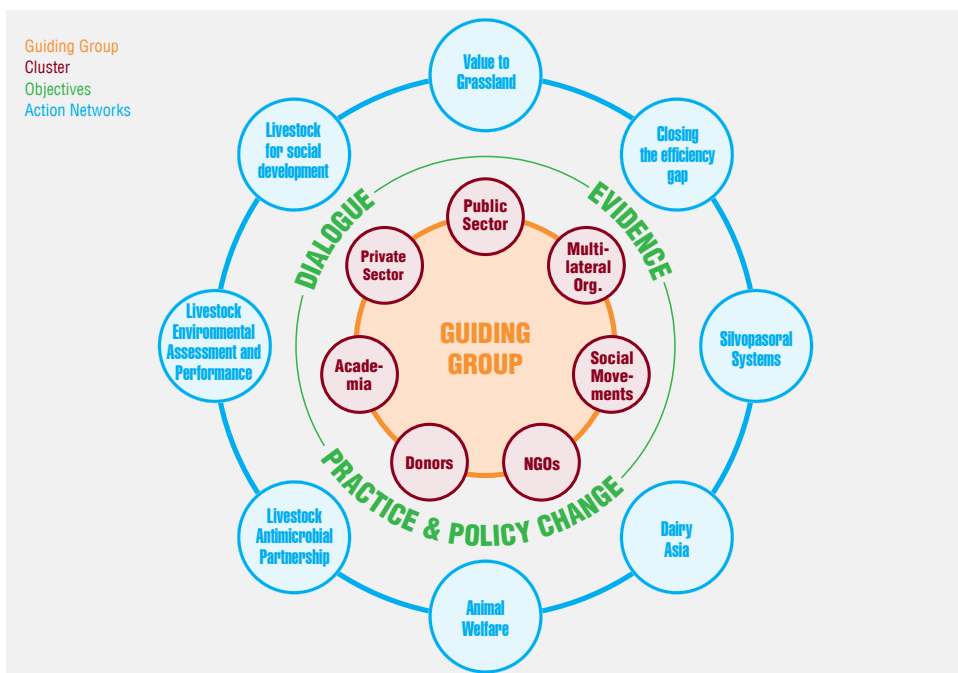 Guiding Group
Cluster
Objectives
Action Networks
Value to
Grassland
Closing
the efficiency
gap
Silvopasoral
Systems
Dairy
Asia
Animal
Welfare
Livestock
Antimicrobial
Partnership
Livestock
Environmental
Assessment and
Performance
Livestock
for social
development
DIALOGUE
EVIDENCE
PRACTICE & POLICY CHANGE
Public
Sector
Multi-
lateral
Org.
Social
Move-
ments
NGOs
Donors
Acade-
mia
Private
Sector
GUIDING
GROUP